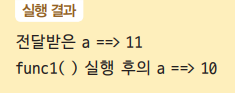 실행 결과
전달받은 a ==> 11
func1( ) 실행 후의 a ==> 10